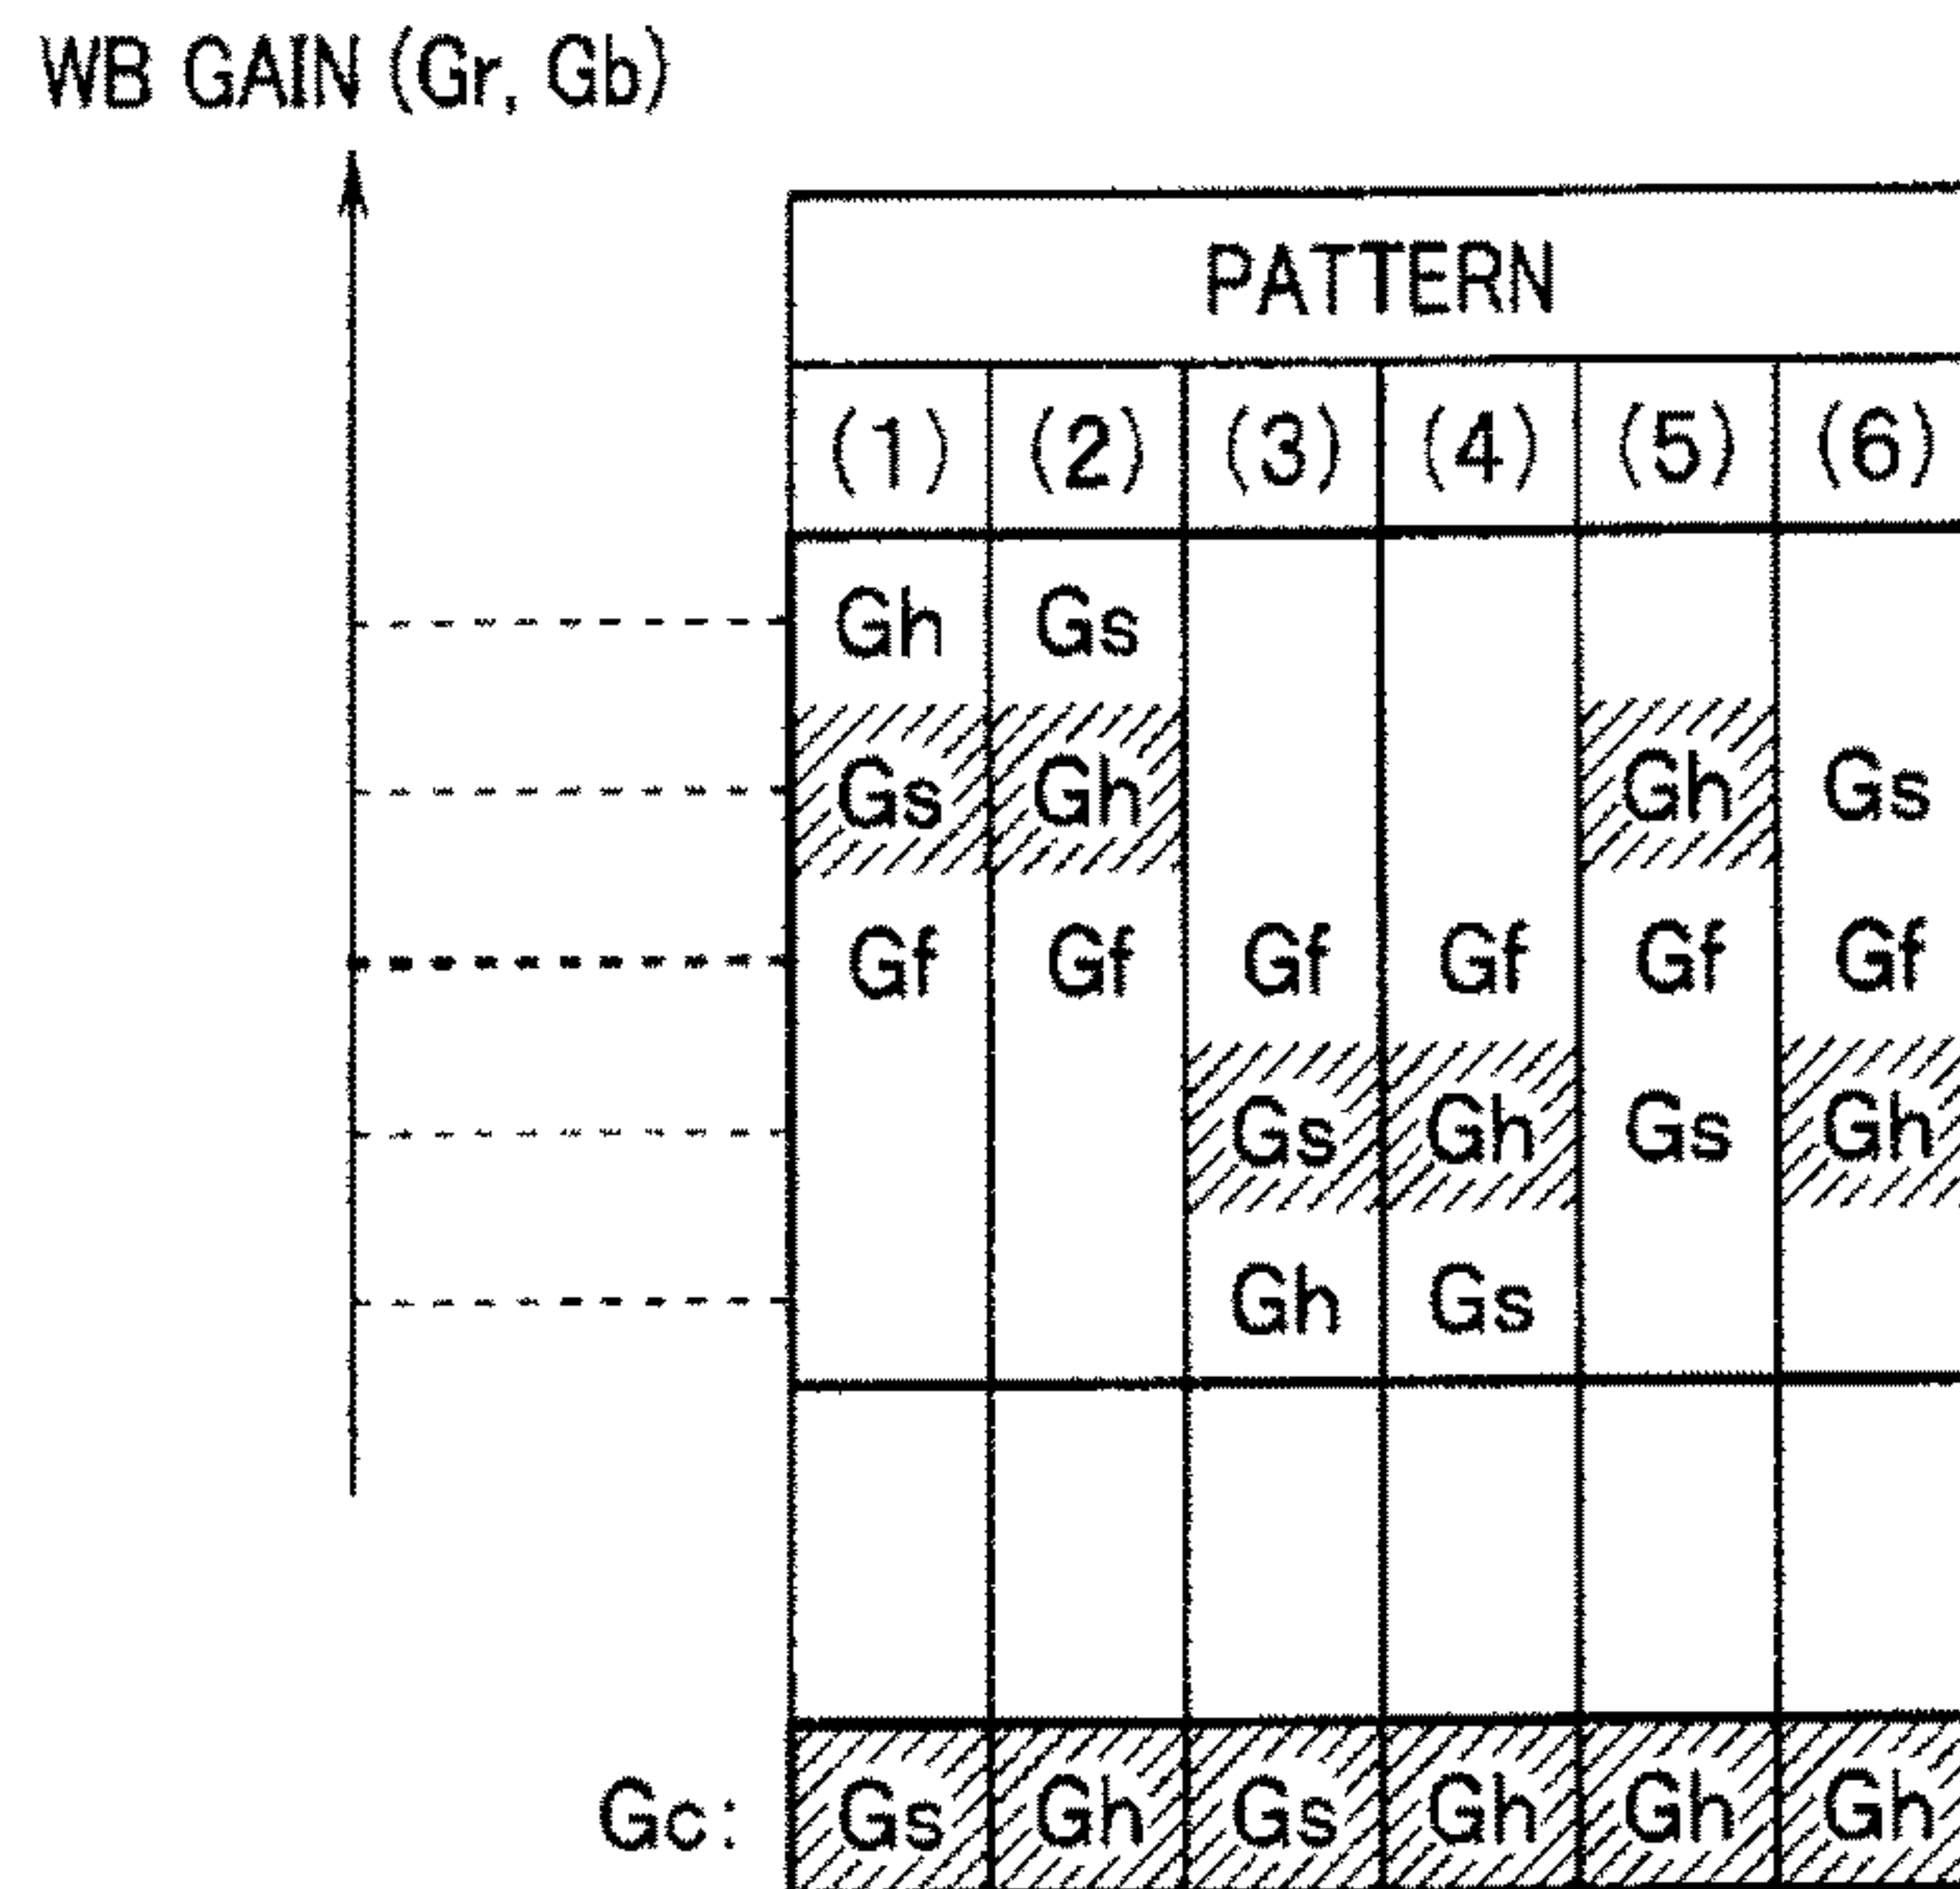 WB GAIN (Gr, Gb)
PATTERN
(1) (2) (3) (4) (5) (6)
Gh Gs
Gs Gh Gh Gs
Gf Gf Gf Gf Gf Gf
Gs Gh Gs Gh
Gh Gs
Gc: Gs Gh Gs Gh Gh Gh